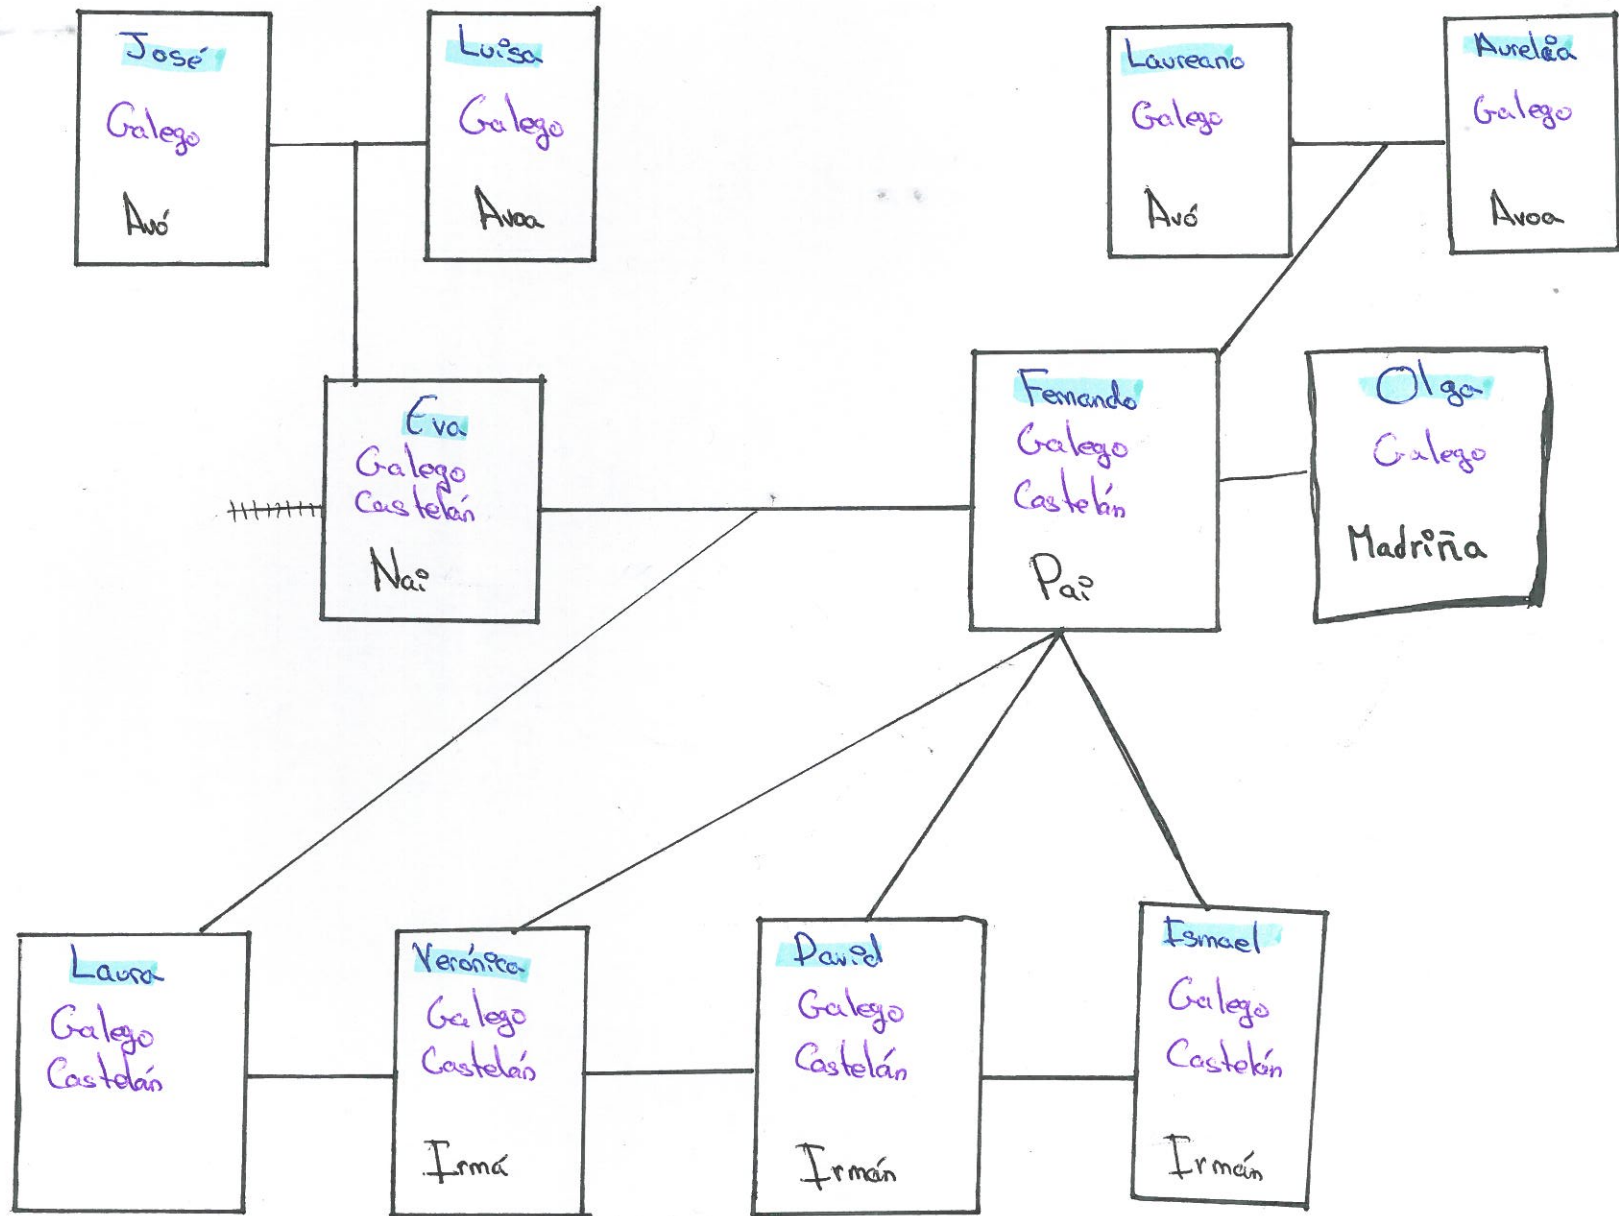 José
Galego
Avó
Luisa
Galego
Avoa
Laureano
Galego
Avó
Aurelia
Galego
Avoa
Eva
Galego
Castelán
Nai
Fernando
Galego
Castelán
Pai
Olga
Galego
Madriña
Laura
Galego
Castelán
Verónica
Galego
Castelán
Irmá
David
Galego
Castelán
Irmán
Ismael
Galego
Castelán
Irmán